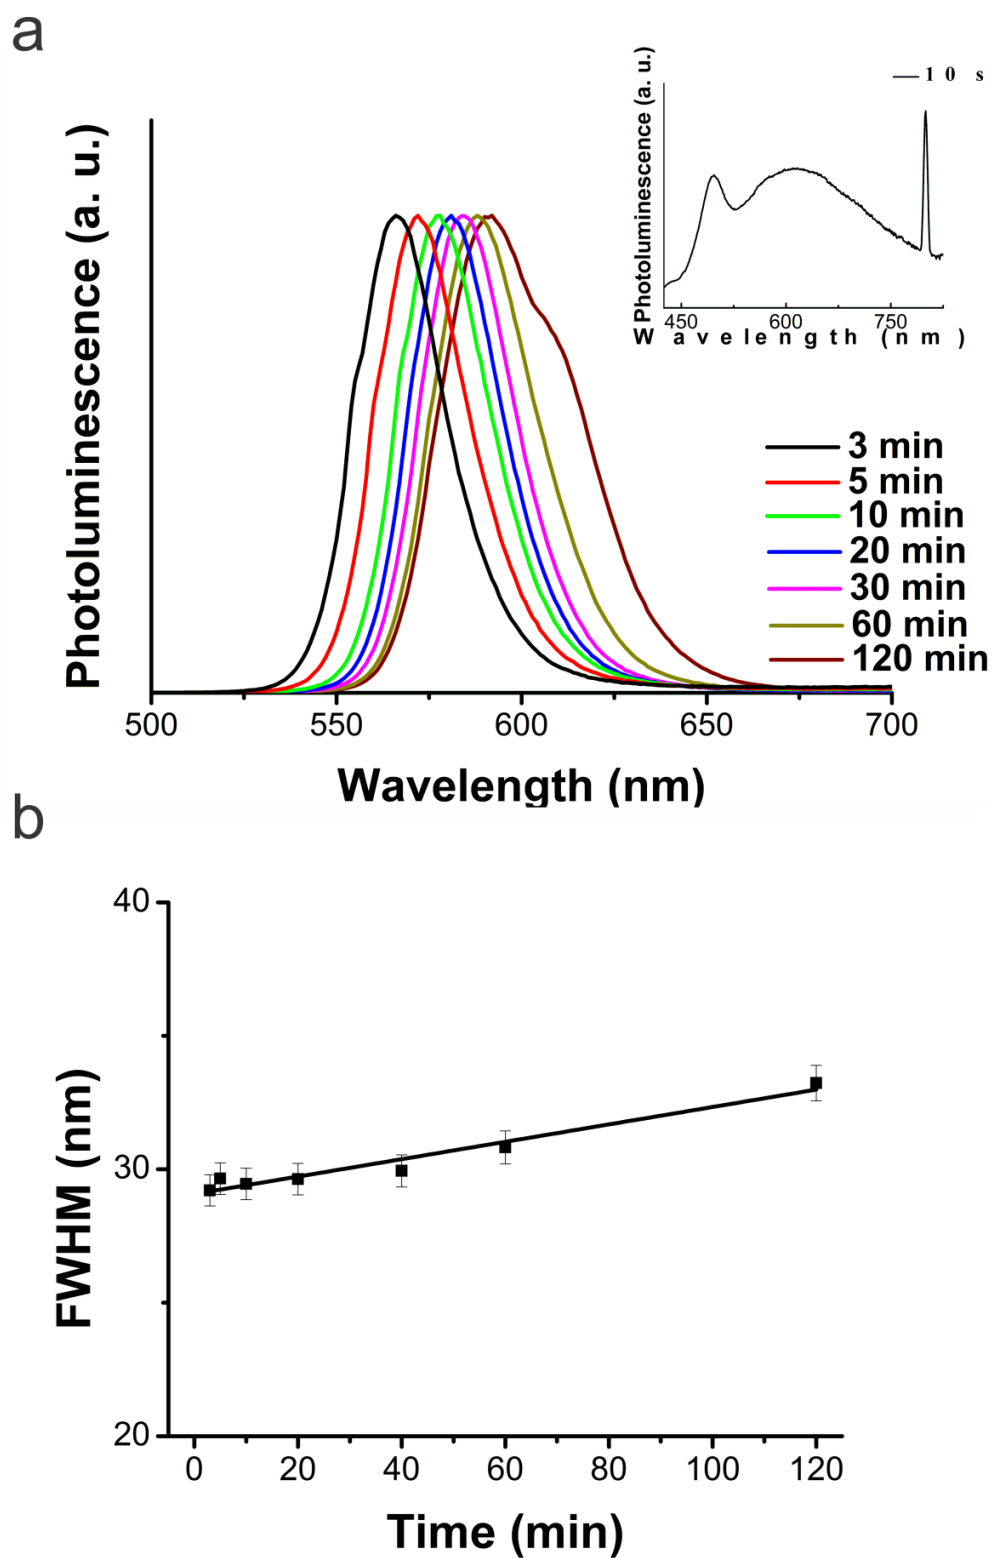 a
Photoluminescence (a. u.)
10 s
450 600 750
Wavelength (nm)
Photoluminescence (a. u.)
3 min
5 min
10 min
20 min
30 min
60 min
120 min
500 550 600 650 700
Wavelength (nm)
b
40
30
20
FWHM (nm)
0 20 40 60 80 100 120
Time (min)